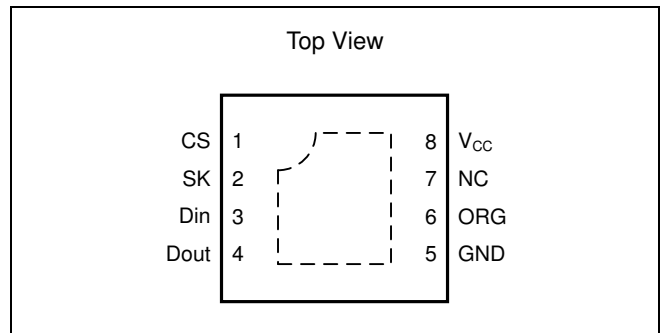 Top View
CS 1 8 VCC
SK 2 7 NC
Din 3 6 ORG
Dout 4 5 GND